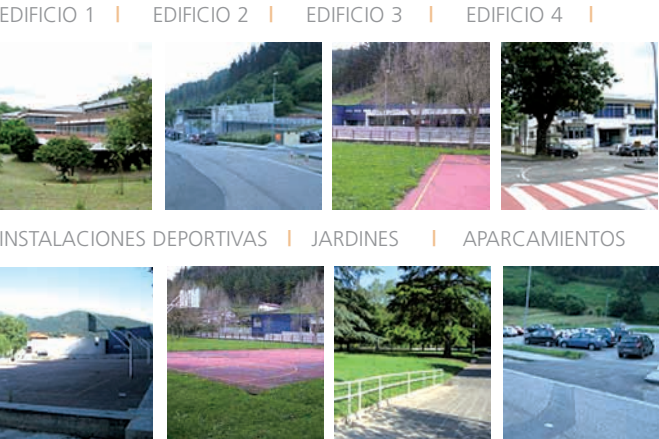 EDIFICIO 1 | EDIFICIO 2 | EDIFICIO 3 | EDIFICIO 4 |
INSTALACIONES DEPORTIVAS | JARDINES | APARCAMIENTOS